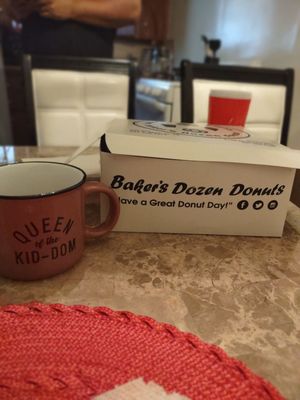 Baker's Dozen Donuts
Have a Great Donut Day!"
QUEEN
of the
KID-DOM